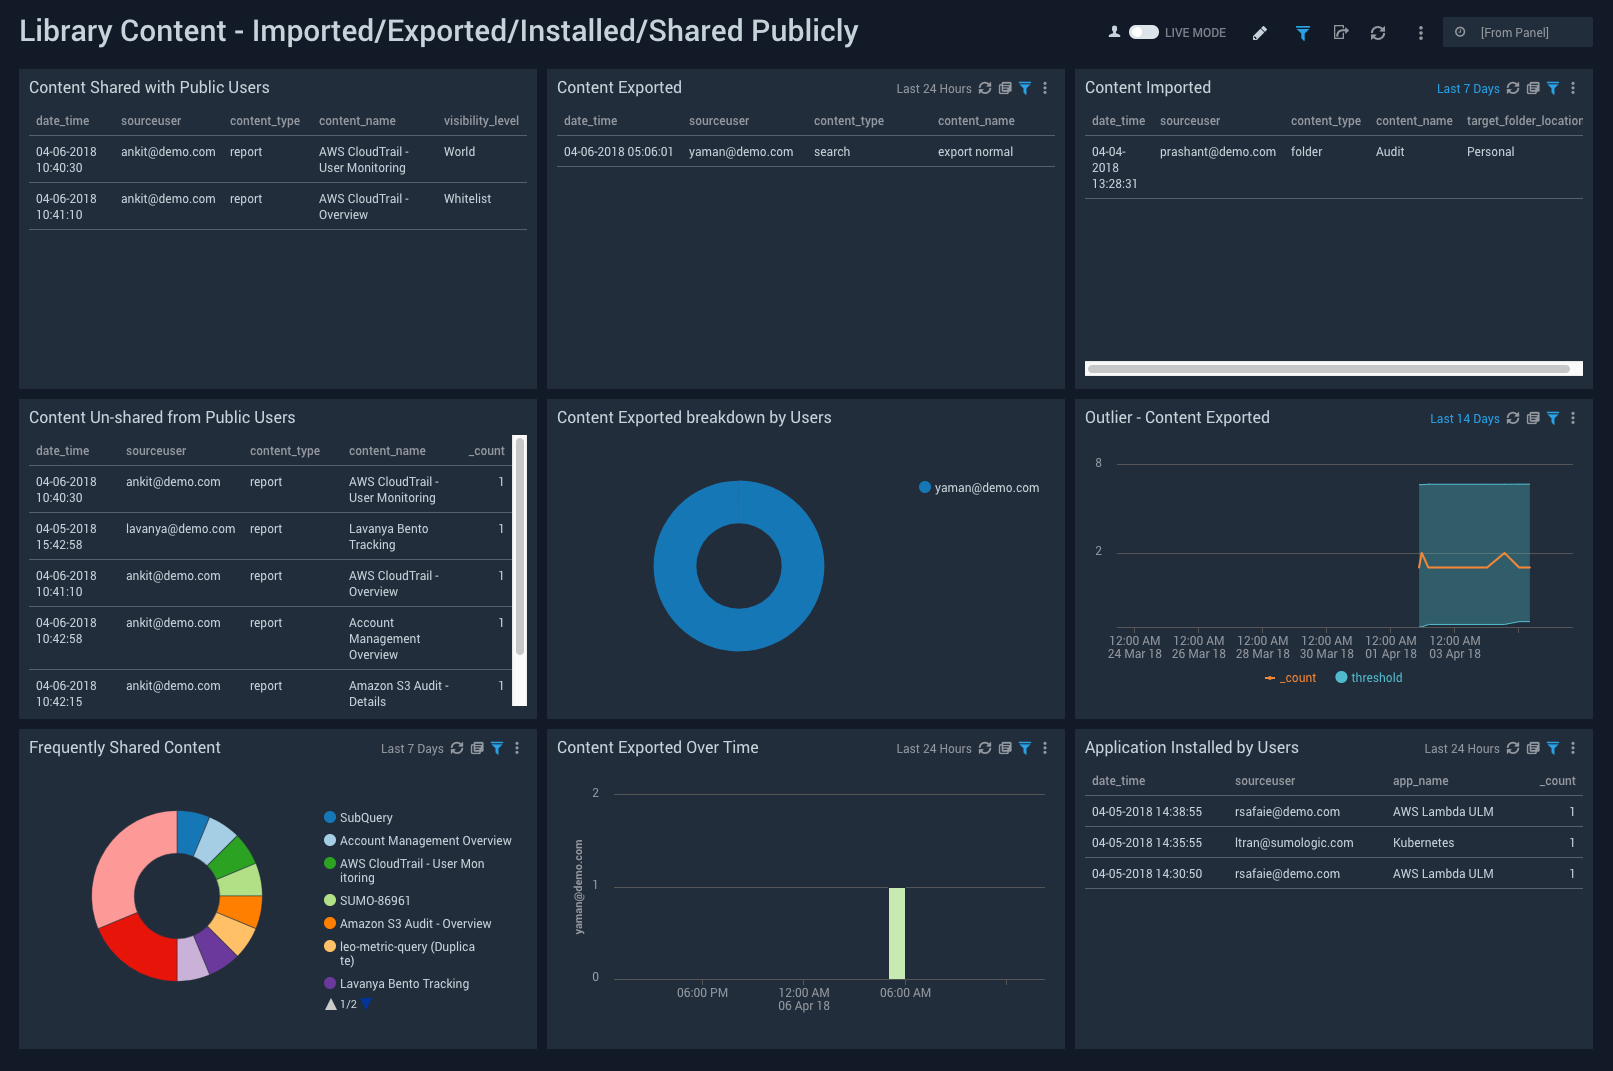 Library Content - Imported/Exported/Installed/Shared Publicly
LIVE MODE
[From Panel]
Content Shared with Public Users
date_time sourceuser content_type content_name visibility_level
04-06-2018 ankit@demo.com report AWS CloudTrail - World
10:40:30 User Monitoring
04-06-2018 ankit@demo.com report AWS CloudTrail - Whitelist
10:41:10 Overview
Content Exported
Last 24 Hours
date_time sourceuser content_type content_name
04-06-2018 05:06:01 yaman@demo.com search export normal
Content Imported
Last 7 Days
date_time sourceuser content_type content_name target_folder_location
04-04- prashant@demo.com folder Audit Personal
2018
13:28:31
Content Un-shared from Public Users
date_time sourceuser content_type content_name _count
04-06-2018 ankit@demo.com report AWS CloudTrail - 1
10:40:30 User Monitoring
04-05-2018 lavanya@demo.com report Lavanya Bento 1
15:42:58 Tracking
04-06-2018 ankit@demo.com report AWS CloudTrail - 1
10:41:10 Overview
04-06-2018 ankit@demo.com report Account 1
10:42:58 Management
Overview
04-06-2018 ankit@demo.com report Amazon S3 Audit - 1
10:42:15 Details
Content Exported breakdown by Users
yaman@demo.com
Outlier - Content Exported
Last 14 Days
8
2
12:00 AM 12:00 AM 12:00 AM 12:00 AM 12:00 AM 12:00 AM
24 Mar 18 26 Mar 18 28 Mar 18 30 Mar 18 01 Apr 18 03 Apr 18
_count threshold
Frequently Shared Content
Last 7 Days
SubQuery
Account Management Overview
AWS CloudTrail - User Mon
itoring
SUMO-86961
Amazon S3 Audit - Overview
leo-metric-query (Duplica
te)
Lavanya Bento Tracking
1/2
Content Exported Over Time
Last 24 Hours
2
1
0
yaman@demo.com
06:00 PM 12:00 AM 06:00 AM
06 Apr 18
Application Installed by Users
Last 24 Hours
date_time sourceuser app_name _count
04-05-2018 14:38:55 rsafaie@demo.com AWS Lambda ULM 1
04-05-2018 14:35:55 ltran@sumologic.com Kubernetes 1
04-05-2018 14:30:50 rsafaie@demo.com AWS Lambda ULM 1